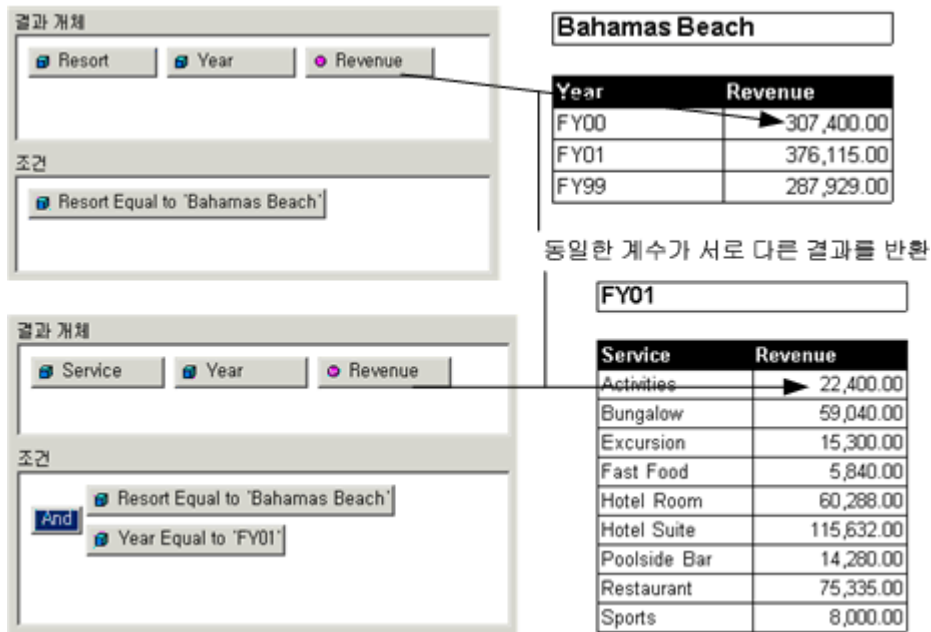 결과 개체
Resort Year Revenue
조건
Resort Equal to 'Bahamas Beach'
Bahamas Beach
Year Revenue
FY00 307,400.00
FY01 376,115.00
FY99 287,929.00
동일한 계수가 서로 다른 결과를 반환
결과 개체
Service Year Revenue
조건
And
Resort Equal to 'Bahamas Beach'
Year Equal to 'FY01'
FY01
Service Revenue
Activities 22,400.00
Bungalow 59,040.00
Excursion 15,300.00
Fast Food 5,840.00
Hotel Room 60,288.00
Hotel Suite 115,632.00
Poolside Bar 14,280.00
Restaurant 75,335.00
Sports 8,000.00